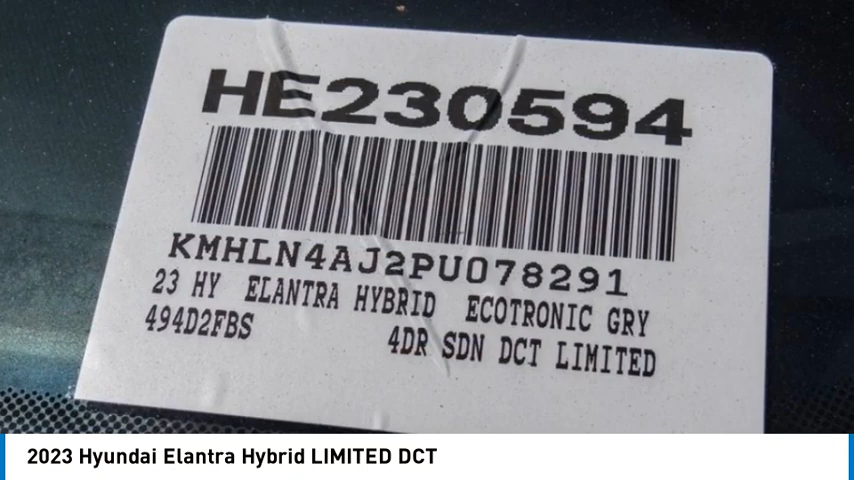 HE230594
KMHLN4AJ2PU078291
23 HY ELANTRA HYBRID ECOTRONIC GRY
494D2FBS 4DR SDN DCT LIMITED
2023 Hyundai Elantra Hybrid LIMITED DCT